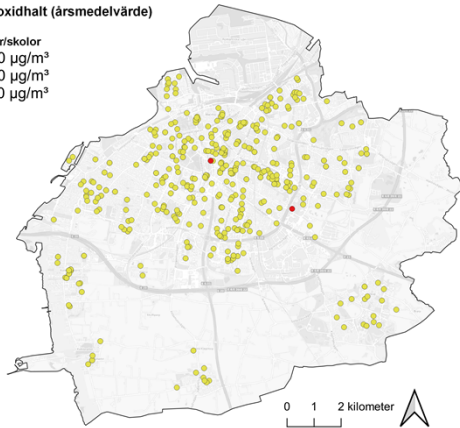 oxidhalt (årsmedelvärde)
r/skolor
0 µg/m³
0 µg/m³
0 µg/m³
0 1 2 kilometer